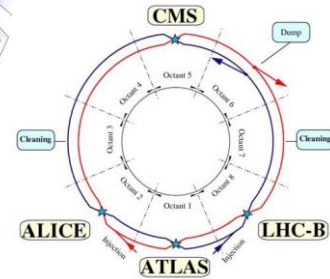 CMS
Dump
Octant 5
Octant 4
Octant 6
Cleaning
Octant 3
Octant 7
Cleaning
Octant 2
Octant 8
Octant 1
ALICE
LHC-B
Injection
Injection
ATLAS